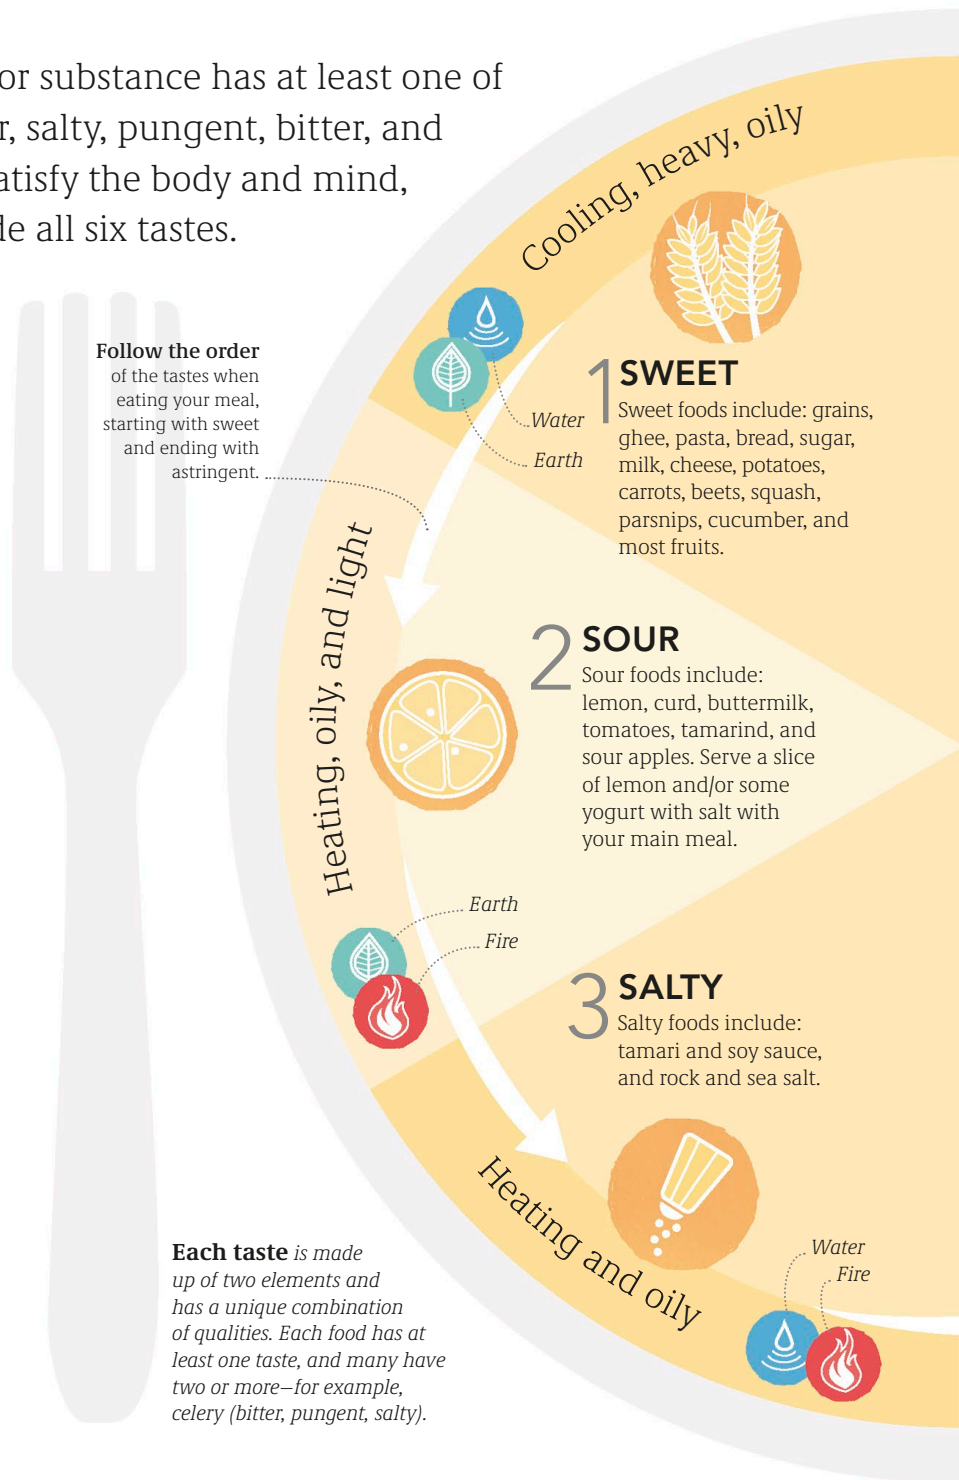 or substance has at least one of
salty, pungent, bitter, and
the body and mind,
all six tastes.
Cooling, heavy, oily
Follow the order
of the tastes when
eating your meal,
starting with sweet
and ending with
astringent.
Water
Earth
1 SWEET
Sweet foods include: grains,
ghee, pasta, bread, sugar,
milk, cheese, potatoes,
carrots, beets, squash,
parsnips, cucumber, and
most fruits.
Heating, oily, and light
2 SOUR
Sour foods include:
lemon, curd, buttermilk,
tomatoes, tamarind, and
sour apples. Serve a slice
of lemon and/or some
yogurt with salt with
your main meal.
Earth
Fire
3 SALTY
Salty foods include:
tamari and soy sauce,
and rock and sea salt.
Heating and oily
Water
Fire
Each taste is made
up of two elements and
has a unique combination
of qualities. Each food has at
least one taste, and many have
two or more—for example,
celery (bitter, pungent, salty).